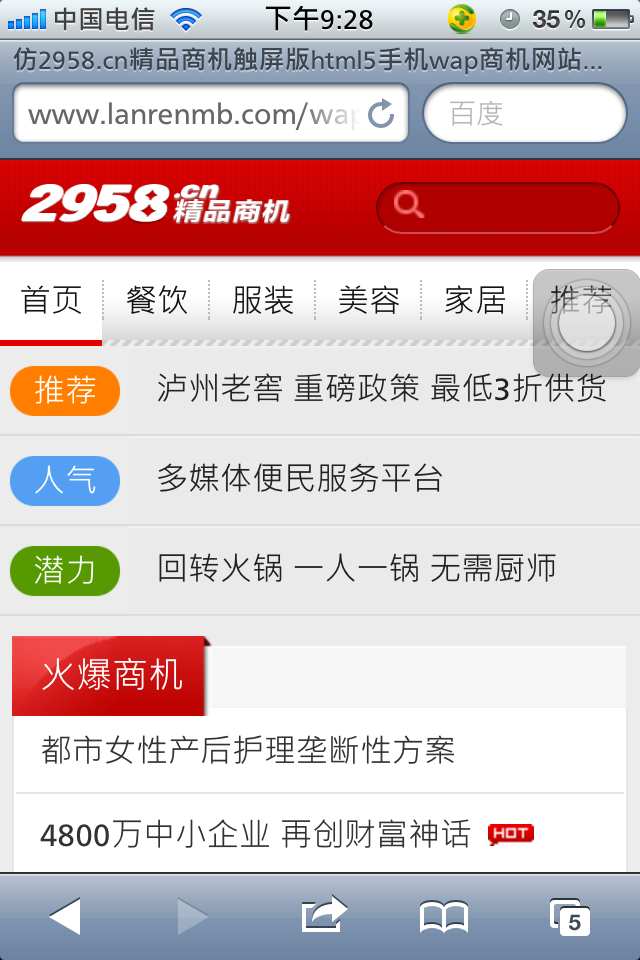 中国电信 下午9:28 35%
仿2958.cn精品商机触屏版html5手机wap商机网站...
www.lanrenmb.com/wap 百度
2958.cn精品商机
首页 餐饮 服装 美容 家居 推荐
推荐 泸州老窖 重磅政策 最低3折供货
人气 多媒体便民服务平台
潜力 回转火锅 一人一锅 无需厨师
火爆商机
都市女性产后护理垄断性方案
4800万中小企业 再创财富神话 HOT
5